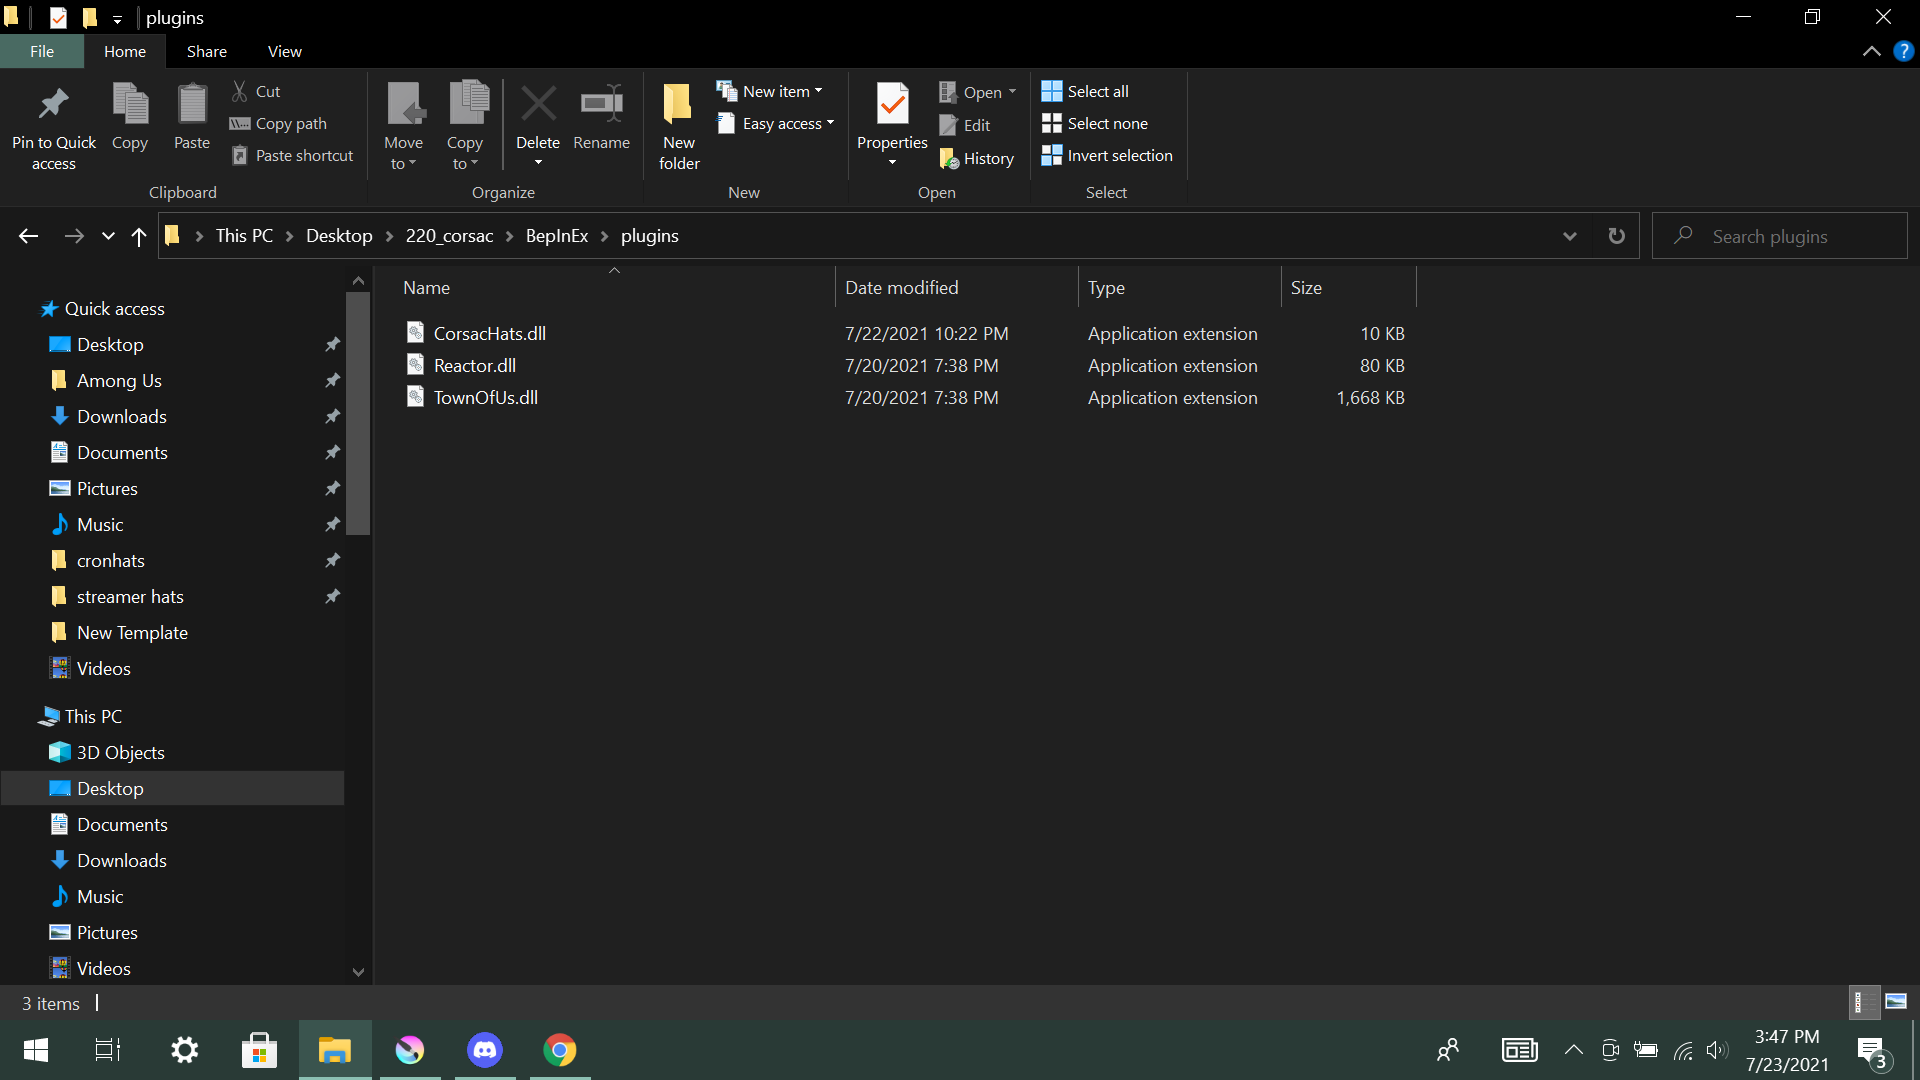 plugins
File Home Share View
Pin to Quick access
Copy
Paste
Cut
Copy path
Paste shortcut
Clipboard
Move to
Copy to
Delete
Rename
Organize
New folder
New item
Easy access
New
Properties
Open
Edit
History
Open
Select all
Select none
Invert selection
Select
This PC > Desktop > 220_corsac > BepInEx > plugins
Search plugins
Quick access
Desktop
Among Us
Downloads
Documents
Pictures
Music
cronhats
streamer hats
New Template
Videos
This PC
3D Objects
Desktop
Documents
Downloads
Music
Pictures
Videos
Name Date modified Type Size
CorsacHats.dll 7/22/2021 10:22 PM Application extension 10 KB
Reactor.dll 7/20/2021 7:38 PM Application extension 80 KB
TownOfUs.dll 7/20/2021 7:38 PM Application extension 1,668 KB
3 items
3:47 PM
7/23/2021
3